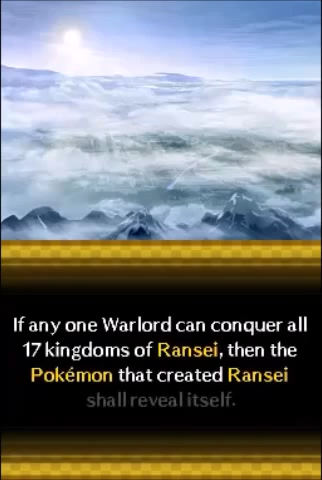 If any one Warlord can conquer all
17 kingdoms of Ransei, then the
Pokémon that created Ransei
shall reveal itself.